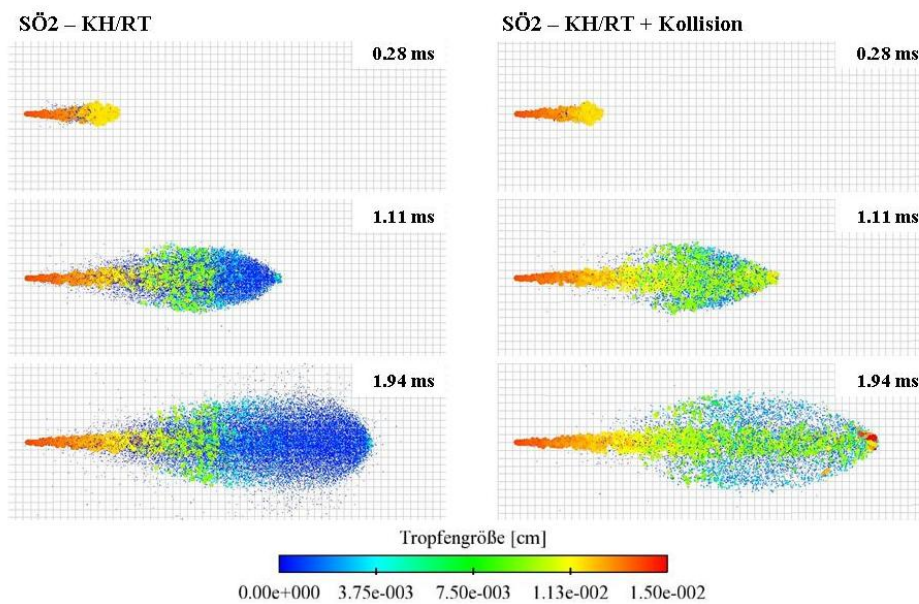 SÖ2 – KH/RT
SÖ2 – KH/RT + Kollision
0.28 ms
0.28 ms
1.11 ms
1.11 ms
1.94 ms
1.94 ms
Tropfengröße [cm]
0.00e+000 3.75e-003 7.50e-003 1.13e-002 1.50e-002